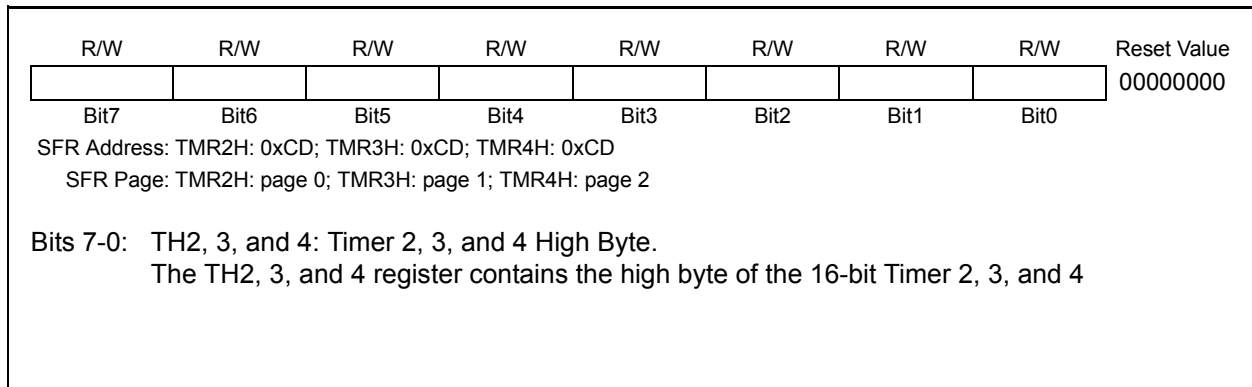 R/W R/W R/W R/W R/W R/W R/W R/W Reset Value
00000000
Bit7 Bit6 Bit5 Bit4 Bit3 Bit2 Bit1 Bit0
SFR Address: TMR2H: 0xCD; TMR3H: 0xCD; TMR4H: 0xCD
SFR Page: TMR2H: page 0; TMR3H: page 1; TMR4H: page 2
Bits 7-0: TH2, 3, and 4: Timer 2, 3, and 4 High Byte.
The TH2, 3, and 4 register contains the high byte of the 16-bit Timer 2, 3, and 4